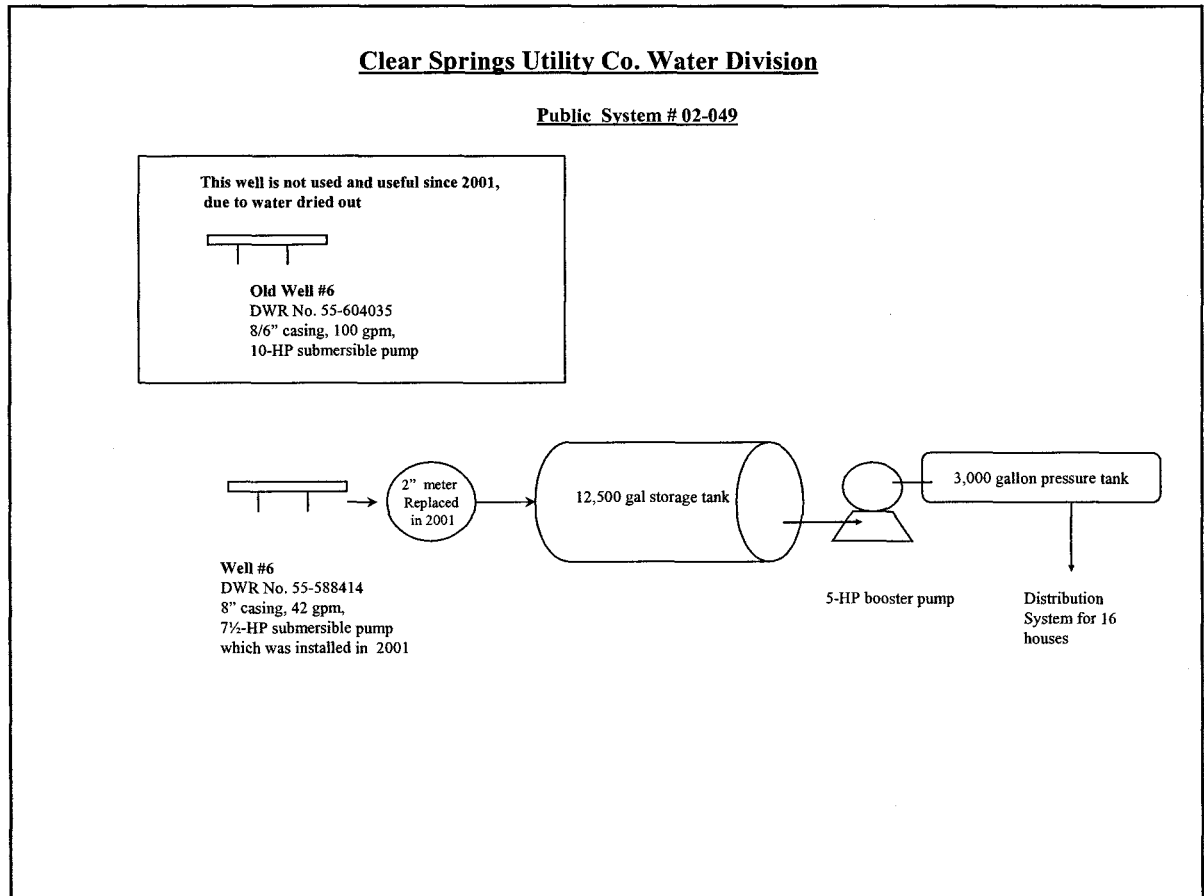 Clear Springs Utility Co. Water Division
Public System # 02-049
This well is not used and useful since 2001,
due to water dried out
Old Well #6
DWR No. 55-604035
8/6” casing, 100 gpm,
10-HP submersible pump
2” meter
Replaced
in 2001
12,500 gal storage tank
3,000 gallon pressure tank
Well #6
DWR No. 55-588414
8” casing, 42 gpm,
7½-HP submersible pump
which was installed in 2001
5-HP booster pump
Distribution
System for 16
houses